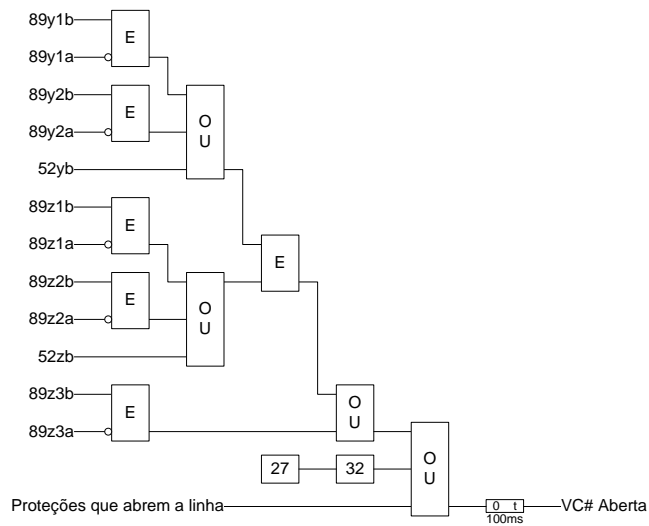 89y1b
E
89y1a
89y2b
E
89y2a
O
U
52yb
89z1b
E
89z1a
E
89z2b
E
89z2a
O
U
52zb
89z3b
E
89z3a
O
U
27
32
O
U
Proteções que abrem a linha
0 t
100ms
VC# Aberta